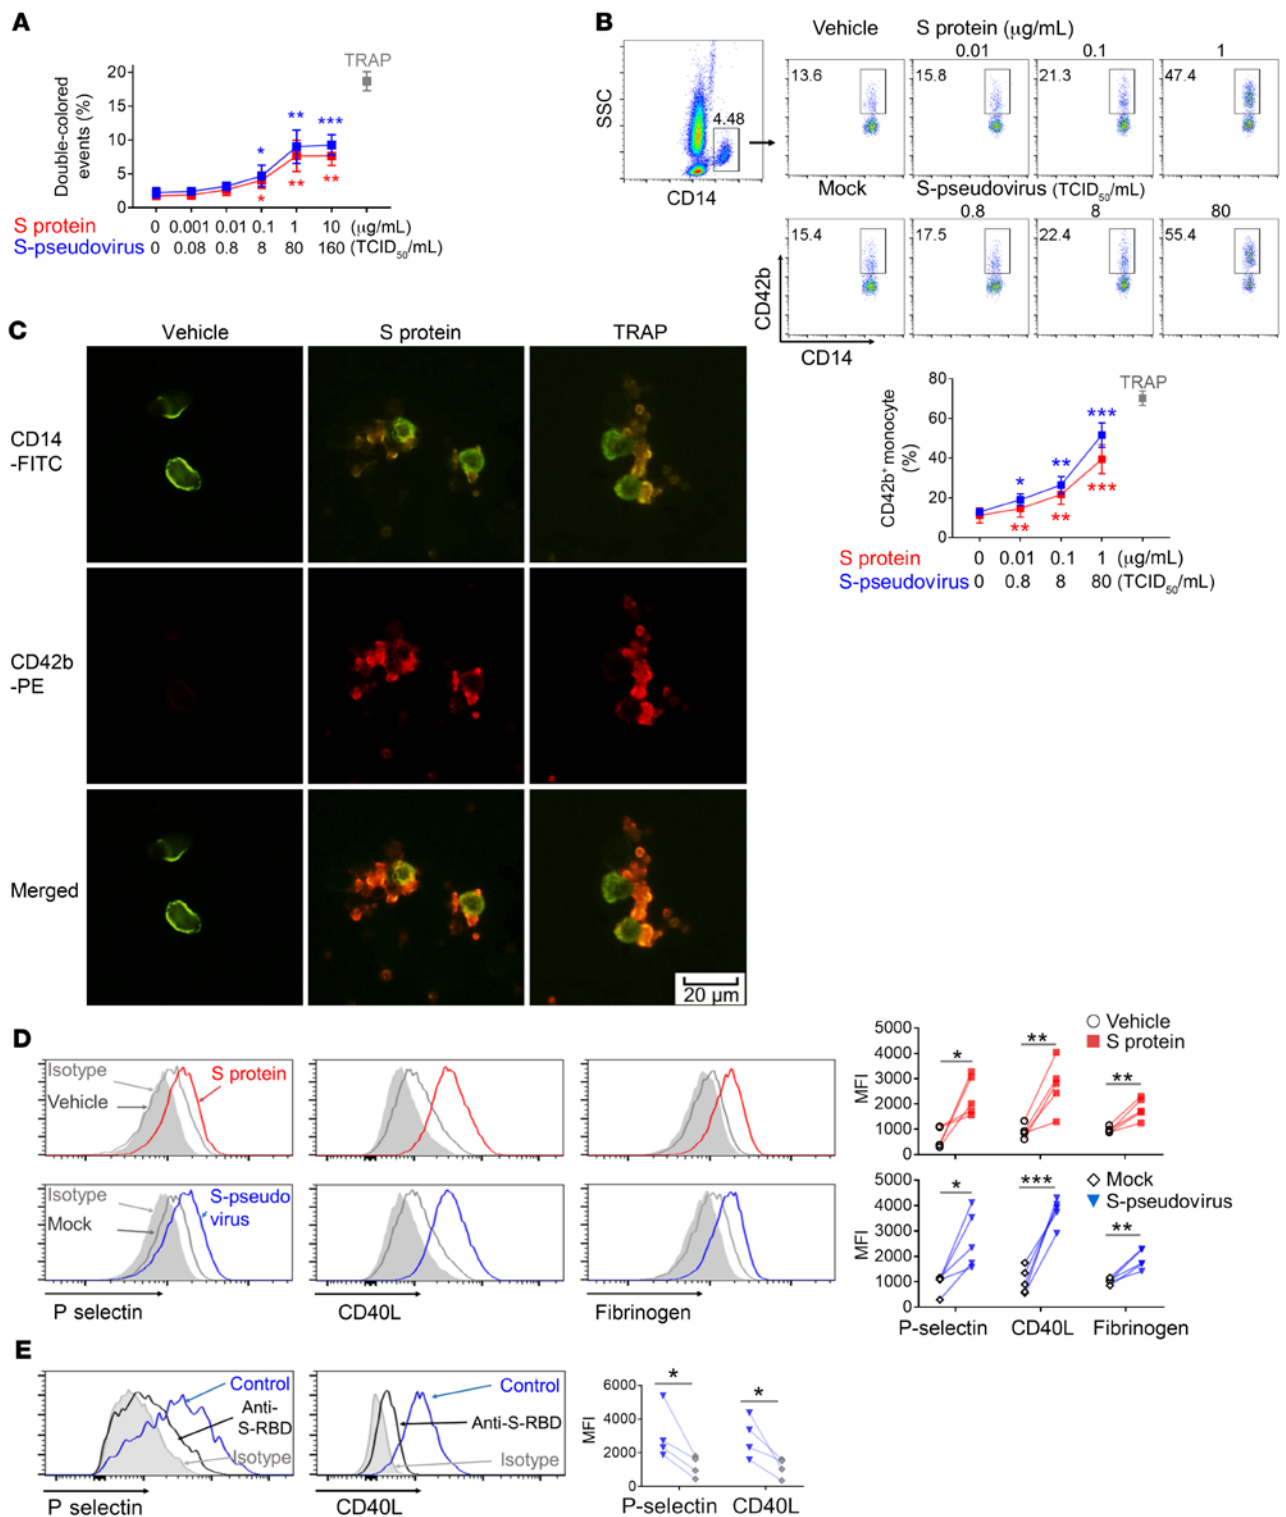 A
TRAP
Double-colored
events (%)
20
15
10
5
0
** ***
*
** **
*
S protein 0 0.001 0.01 0.1 1 10 (μg/mL)
S-pseudovirus 0 0.08 0.8 8 80 160 (TCID50/mL)
B
Vehicle S protein (μg/mL)
0.01 0.1 1
SSC
4.48
CD14
13.6 15.8 21.3 47.4
Mock S-pseudovirus (TCID50/mL)
0.8 8 80
15.4 17.5 22.4 55.4
CD42b
CD14
CD42b+ monocyte
(%)
80
60
40
20
0
TRAP
* ** ***
** ** ***
S protein 0 0.01 0.1 1 (μg/mL)
S-pseudovirus 0 0.8 8 80 (TCID50/mL)
C
Vehicle S protein TRAP
CD14
-FITC
CD42b
-PE
Merged
20 μm
D
Isotype
Vehicle
S protein
Isotype
Mock
S-pseudo
virus
P selectin CD40L Fibrinogen
MFI
5000
4000
3000
2000
1000
0
* ** **
Vehicle
S protein
MFI
5000
4000
3000
2000
1000
0
* *** **
Mock
S-pseudovirus
P-selectin CD40L Fibrinogen
E
Control
Anti-
S-RBD
Isotype
P selectin
Control
Anti-S-RBD
Isotype
CD40L
MFI
6000
4000
2000
0
* *
P-selectin CD40L